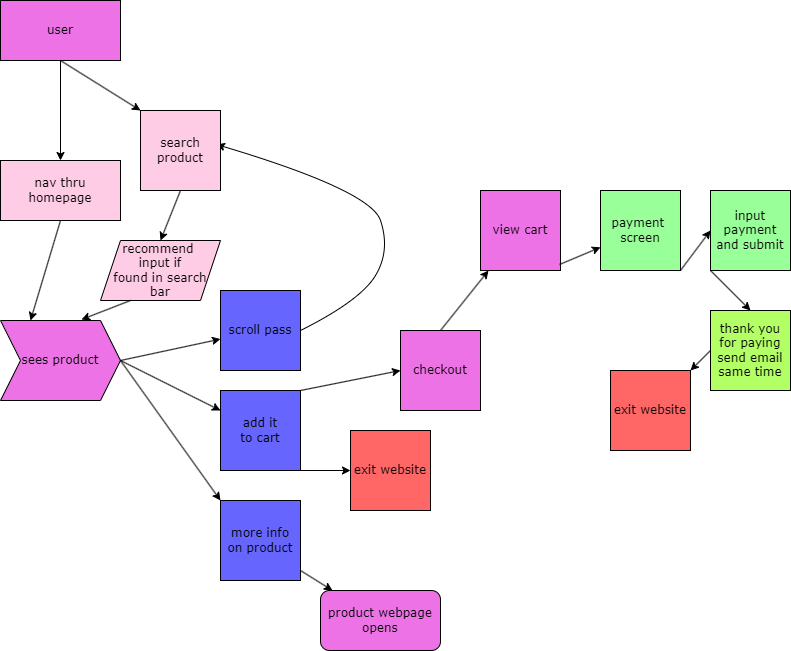 user
search
product
nav thru
homepage
recommend
input if
found in search
bar
sees product
scroll pass
add it
to cart
more info
on product
product webpage
opens
exit website
checkout
view cart
payment
screen
input
payment
and submit
thank you
for paying
send email
same time
exit website